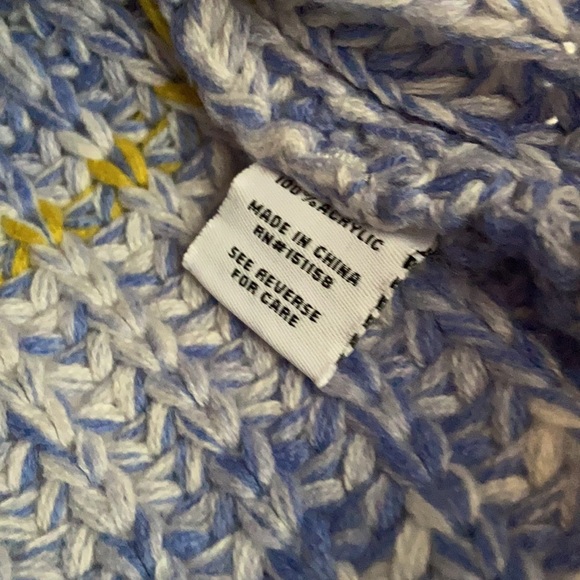 100% ACRYLIC
MADE IN CHINA
RN#151158
SEE REVERSE
FOR CARE